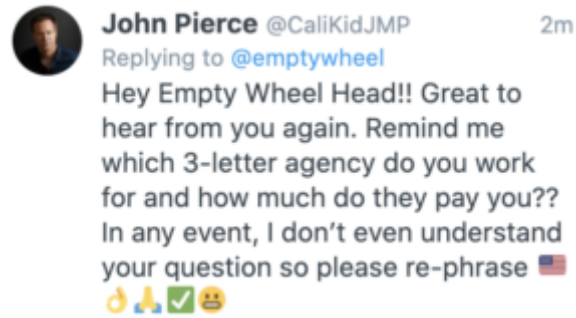 John Pierce @CaliKidJMP 2m
Replying to @emptywheel
Hey Empty Wheel Head!! Great to
hear from you again. Remind me
which 3-letter agency do you work
for and how much do they pay you??
In any event, I don’t even understand
your question so please re-phrase 🇺🇸
👌🙏✅😬